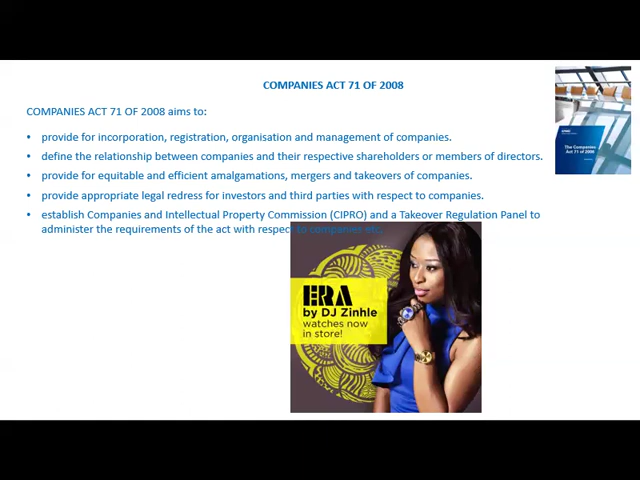 COMPANIES ACT 71 OF 2008
COMPANIES ACT 71 OF 2008 aims to:
• provide for incorporation, registration, organisation and management of companies.
• define the relationship between companies and their respective shareholders or members of directors.
• provide for equitable and efficient amalgamations, mergers and takeovers of companies.
• provide appropriate legal redress for investors and third parties with respect to companies.
• establish Companies and Intellectual Property Commission (CIPRO) and a Takeover Regulation Panel to
administer the requirements of the act with respect to companies etc.
The Companies
Act 71 of 2008
ERA
by DJ Zinhle
watches now
in store!